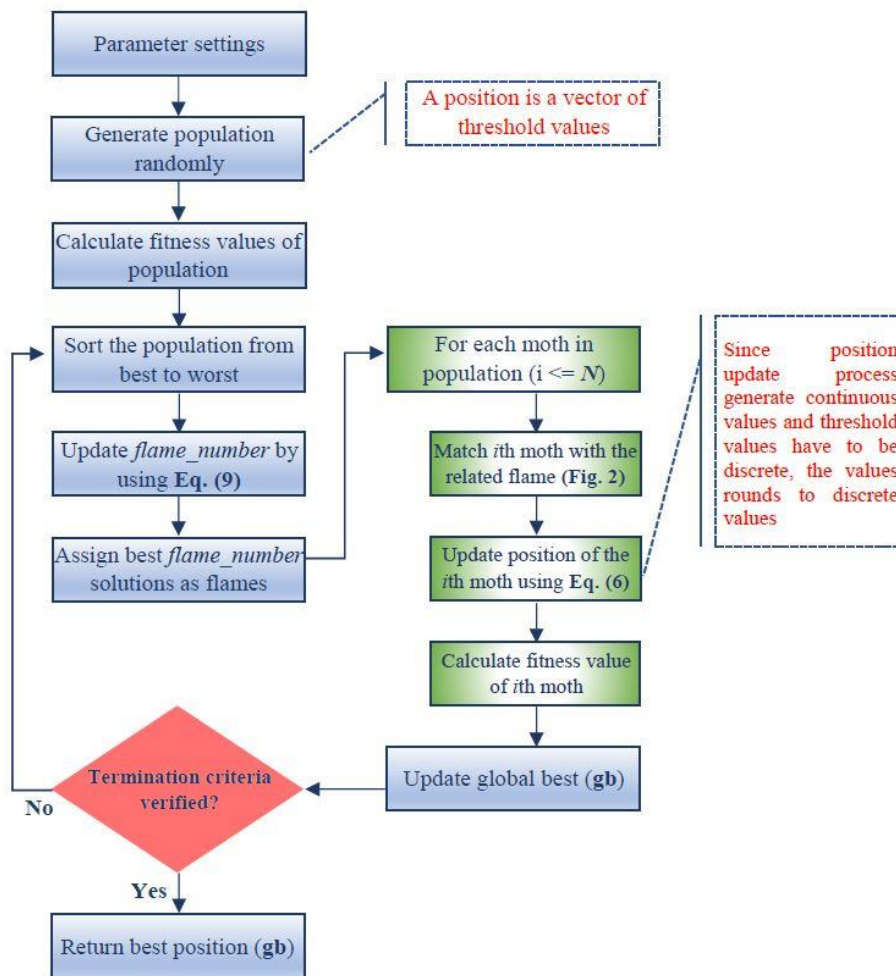 Parameter settings
A position is a vector of
threshold values
Generate population
randomly
Calculate fitness values of
population
Sort the population from
best to worst
Update flame_number by
using Eq. (9)
Assign best flame_number
solutions as flames
For each moth in
population (i <= N)
Match ith moth with the
related flame (Fig. 2)
Update position of the
ith moth using Eq. (6)
Calculate fitness value
of ith moth
Since position
update process
generate continuous
values and threshold
values have to be
discrete, the values
rounds to discrete
values
Update global best (gb)
Termination criteria
verified?
No
Yes
Return best position (gb)